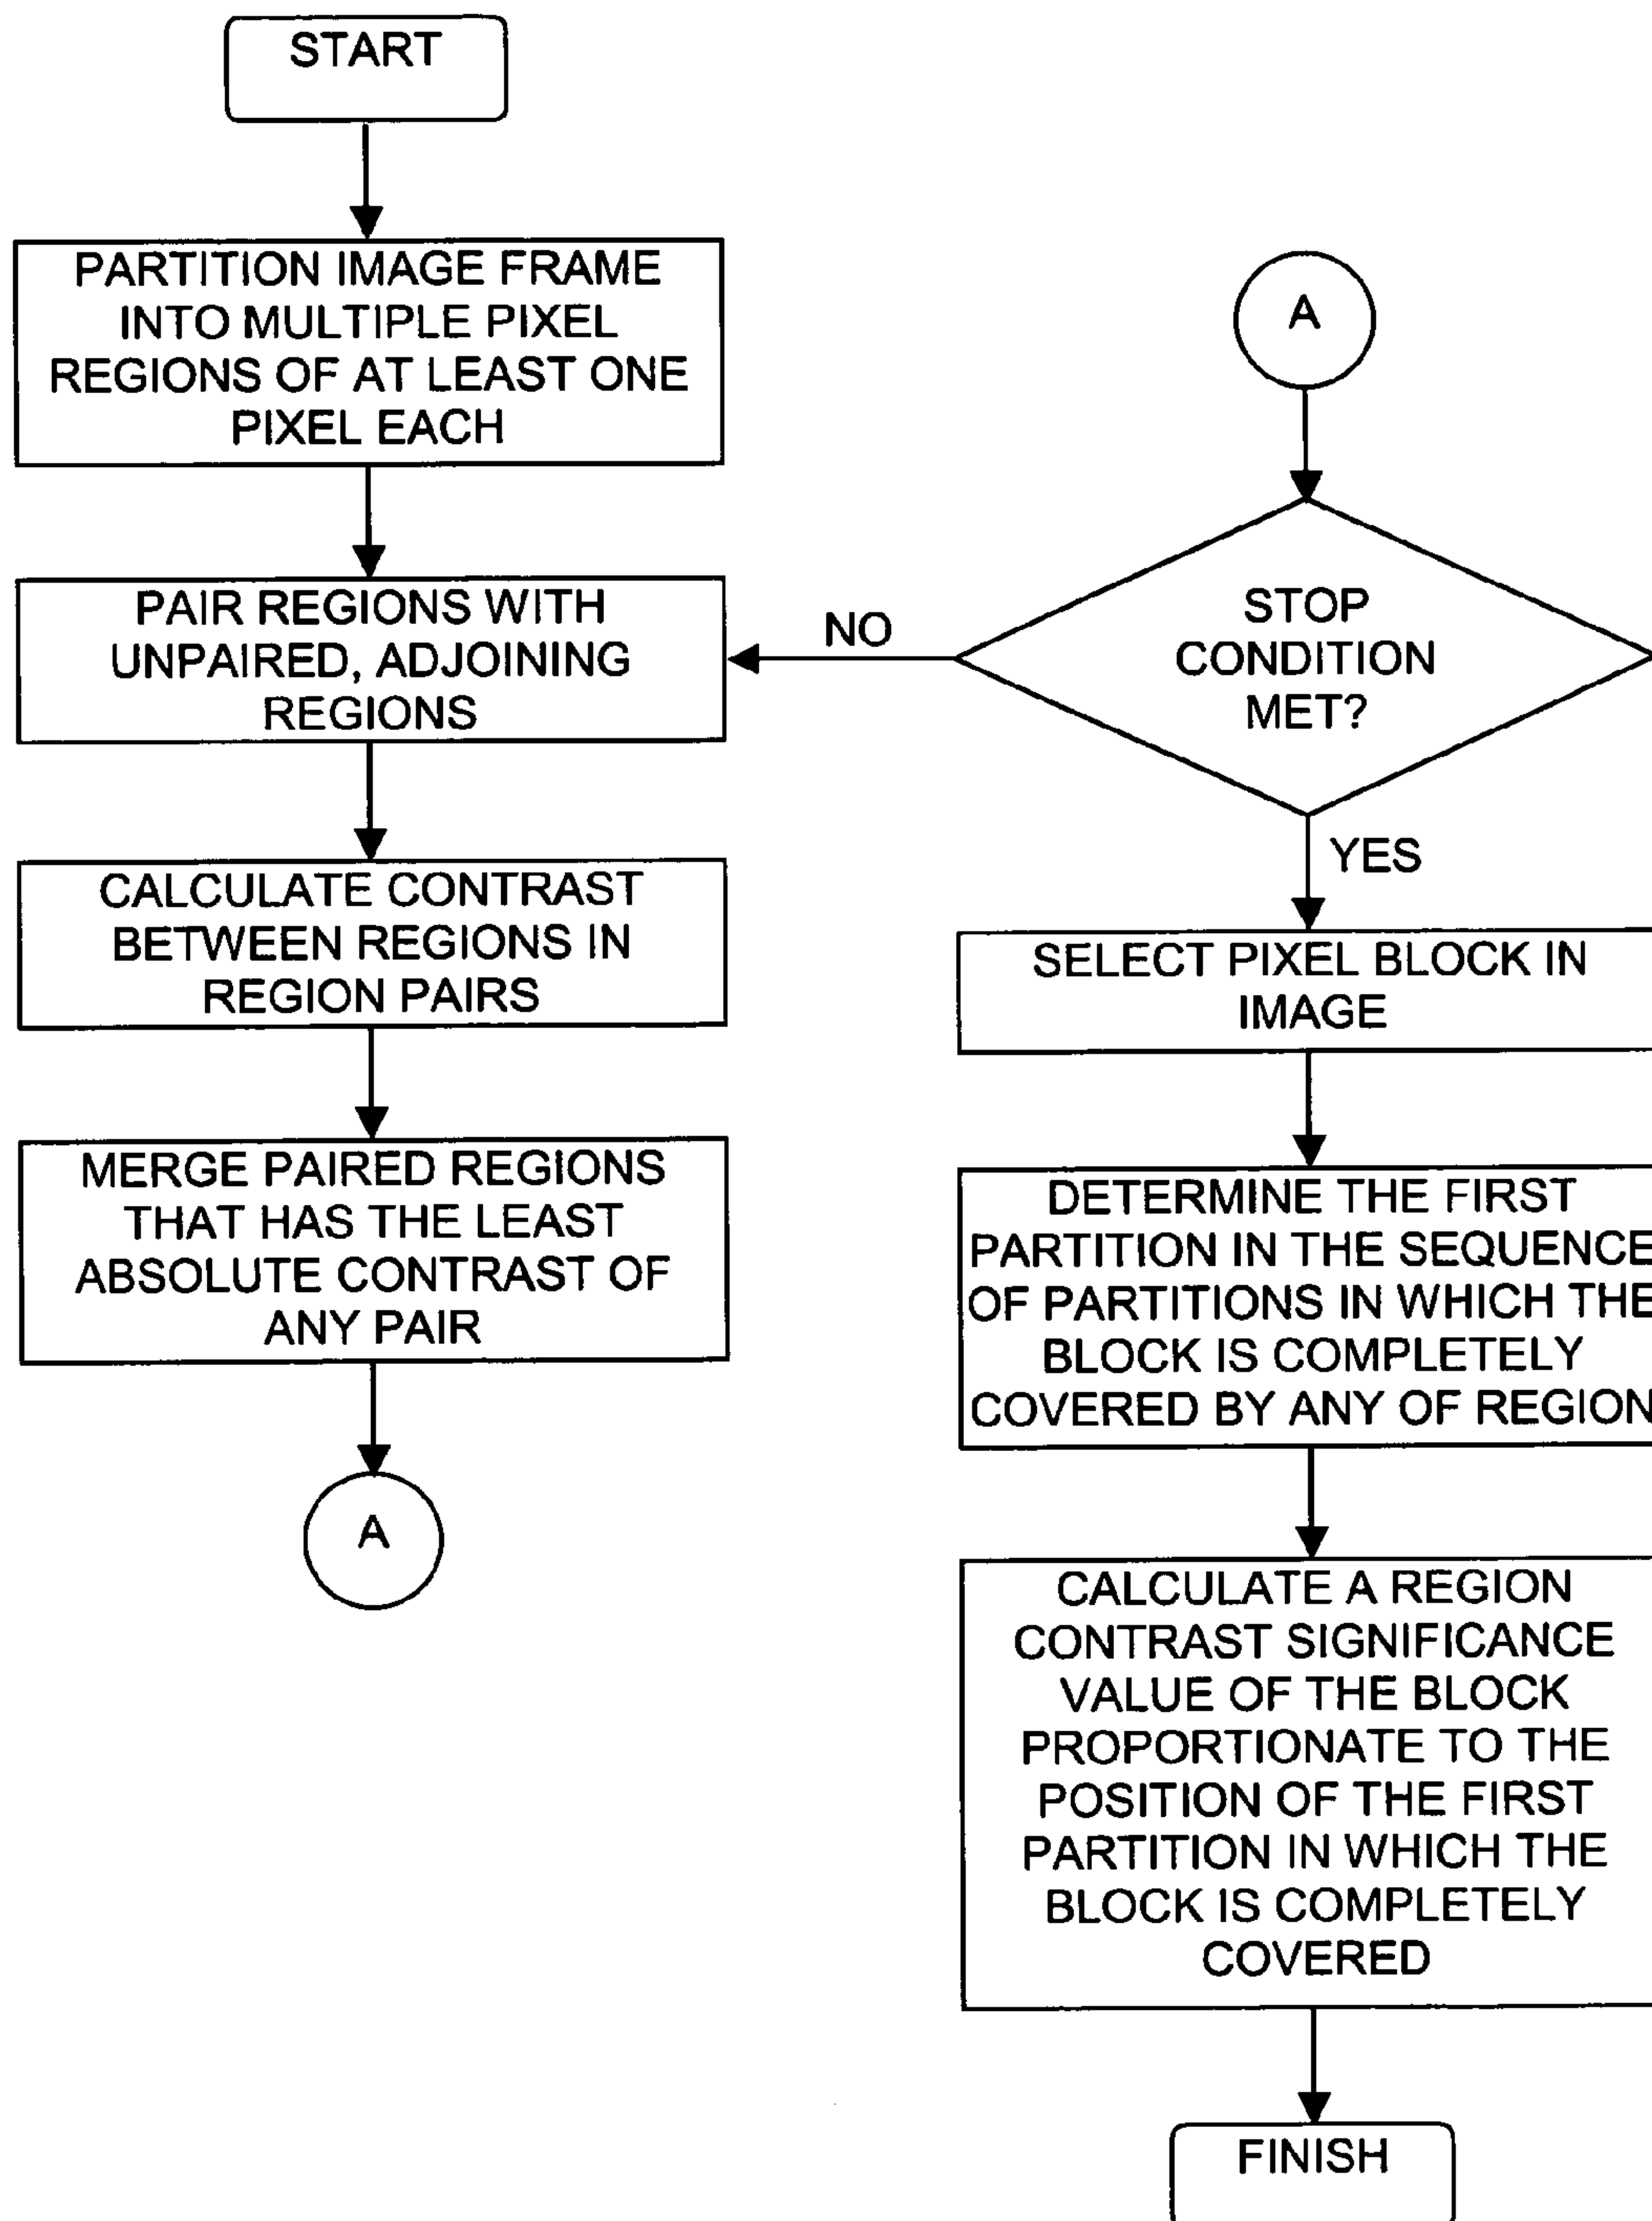 START
PARTITION IMAGE FRAME
INTO MULTIPLE PIXEL
REGIONS OF AT LEAST ONE
PIXEL EACH
PAIR REGIONS WITH
UNPAIRED, ADJOINING
REGIONS
CALCULATE CONTRAST
BETWEEN REGIONS IN
REGION PAIRS
MERGE PAIRED REGIONS
THAT HAS THE LEAST
ABSOLUTE CONTRAST OF
ANY PAIR
A
A
STOP
CONDITION
MET?
NO
YES
SELECT PIXEL BLOCK IN
IMAGE
DETERMINE THE FIRST
PARTITION IN THE SEQUENCE
OF PARTITIONS IN WHICH THE
BLOCK IS COMPLETELY
COVERED BY ANY OF REGION
CALCULATE A REGION
CONTRAST SIGNIFICANCE
VALUE OF THE BLOCK
PROPORTIONATE TO THE
POSITION OF THE FIRST
PARTITION IN WHICH THE
BLOCK IS COMPLETELY
COVERED
FINISH